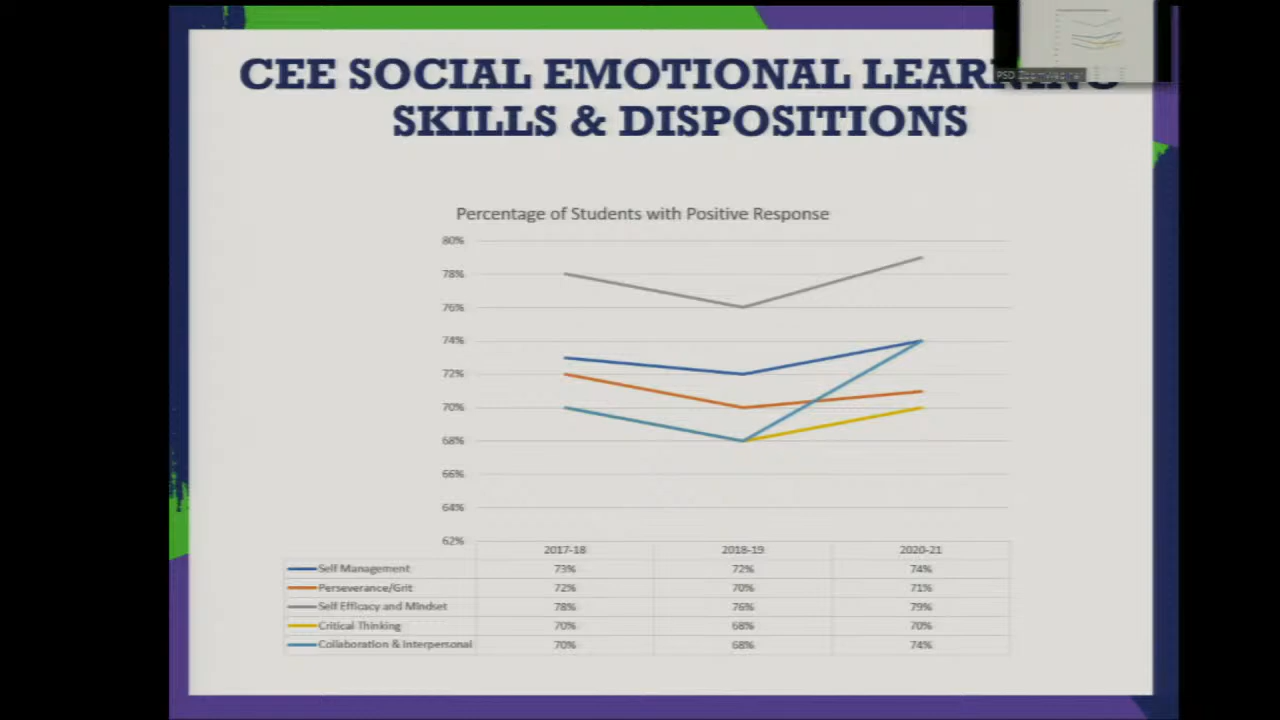 CEE SOCIAL EMOTIONAL LEARNING
SKILLS & DISPOSITIONS
Percentage of Students with Positive Response
80%
78%
76%
74%
72%
70%
68%
66%
64%
62%
2017-18 2018-19 2020-21
Self Management 73% 72% 74%
Perseverance/Grit 72% 70% 71%
Self Efficacy and Mindset 78% 76% 79%
Critical Thinking 70% 68% 70%
Collaboration & Interpersonal 70% 68% 74%
PSD